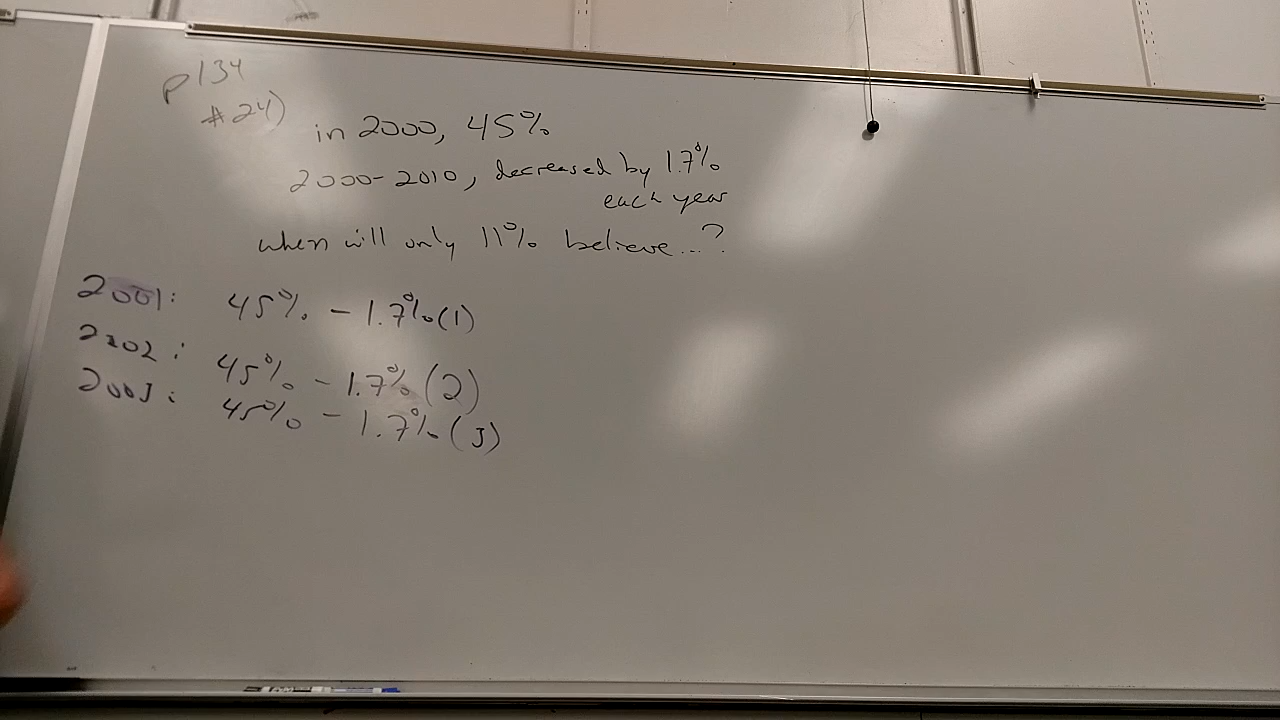 p134
#24)
in 2000, 45%
2000-2010, decreased by 1.7%
each year
when will only 11% believe...?
2001: 45% - 1.7%(1)
2002: 45% - 1.7%(2)
2003: 45% - 1.7%(3)